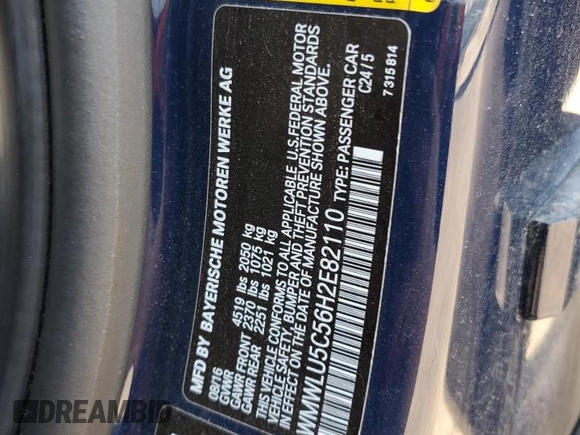 MFD BY BAYERISCHE MOTOREN WERKE AG
08/16
GVWR 4519 lbs 2050 kg
GAWR FRONT 2370 lbs 1075 kg
GAWR REAR 2251 lbs 1021 kg
THIS VEHICLE CONFORMS TO ALL APPLICABLE U.S.FEDERAL MOTOR
VEHICLE SAFETY, BUMPER AND THEFT PREVENTION STANDARDS
IN EFFECT ON THE DATE OF MANUFACTURE SHOWN ABOVE.
WMWLU5C56H2E82110 TYPE: PASSENGER CAR
C24/5
7 315 814
DREAMBID